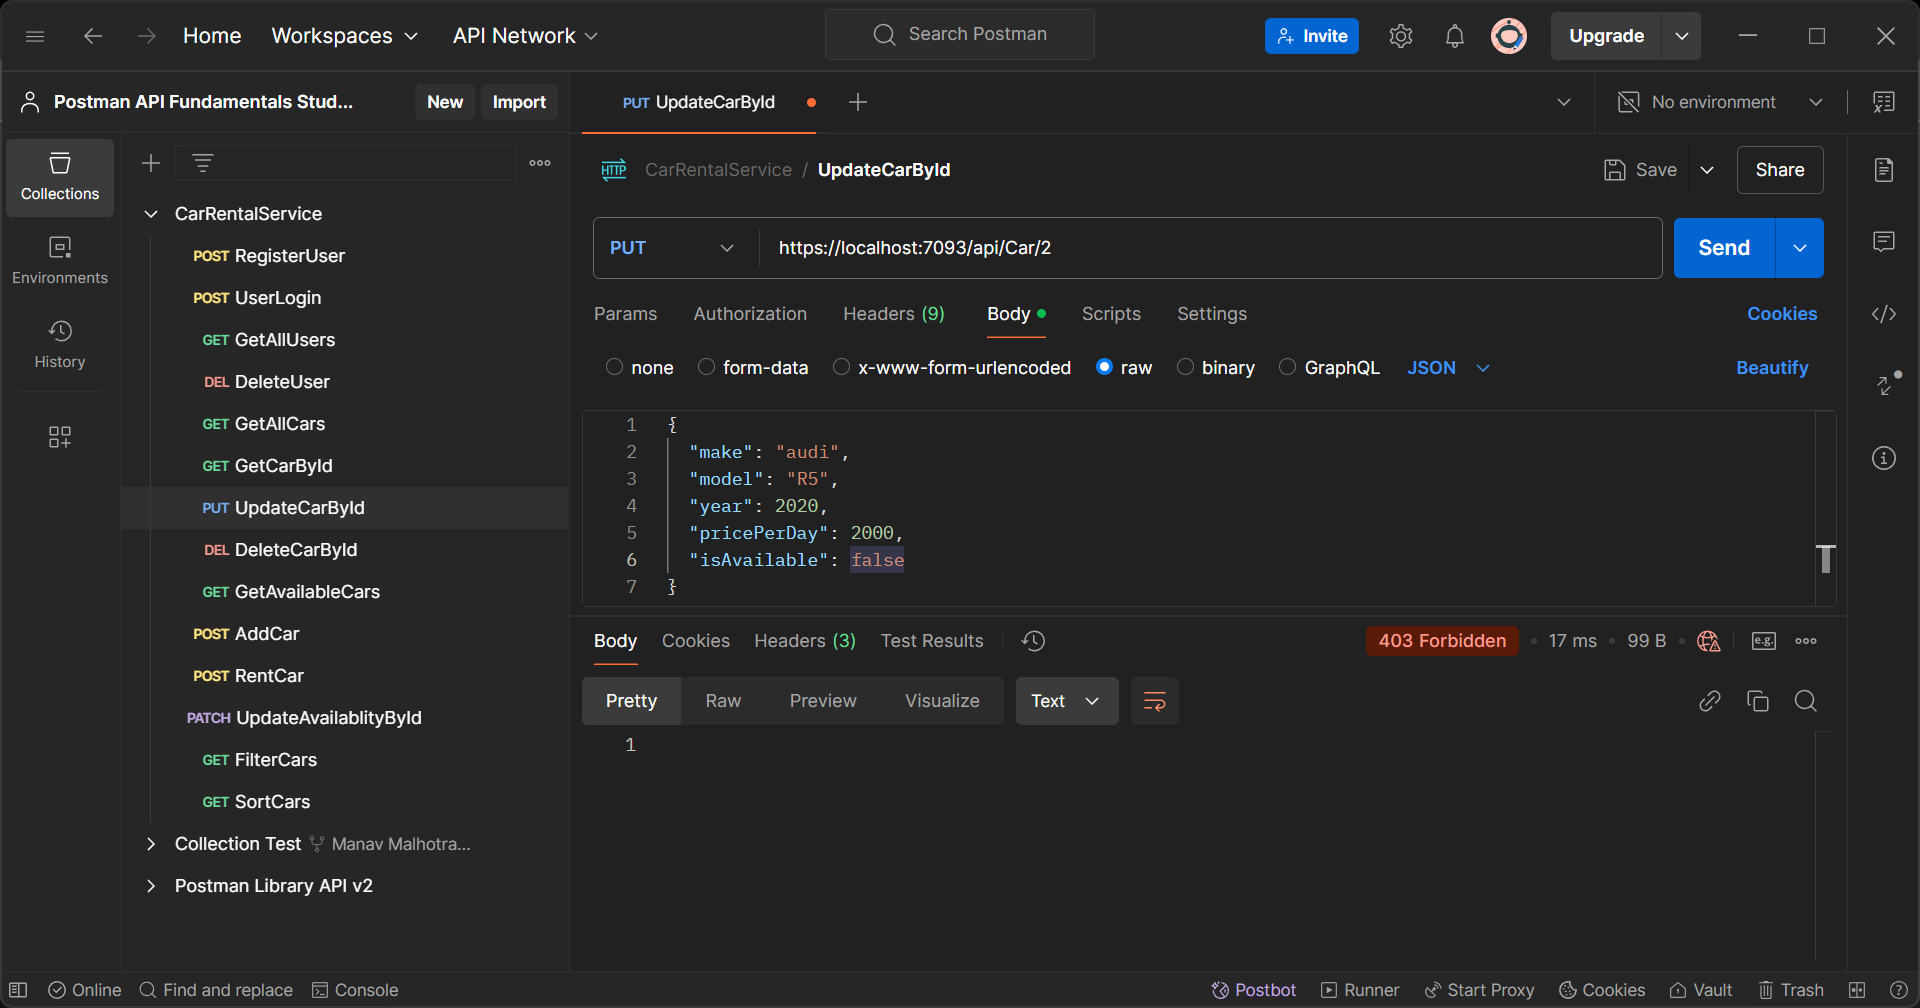 Home Workspaces API Network Search Postman Invite Upgrade
Postman API Fundamentals Stud... New Import PUT UpdateCarById No environment
Collections
Environments
History
CarRentalService
POST RegisterUser
POST UserLogin
GET GetAllUsers
DEL DeleteUser
GET GetAllCars
GET GetCarById
PUT UpdateCarById
DEL DeleteCarById
GET GetAvailableCars
POST AddCar
POST RentCar
PATCH UpdateAvailablityById
GET FilterCars
GET SortCars
Collection Test Manav Malhotra...
Postman Library API v2
HTTP CarRentalService / UpdateCarById Save Share
PUT https://localhost:7093/api/Car/2 Send
Params Authorization Headers (9) Body Scripts Settings Cookies
none form-data x-www-form-urlencoded raw binary GraphQL JSON Beautify
1 {
2 "make": "audi",
3 "model": "R5",
4 "year": 2020,
5 "pricePerDay": 2000,
6 "isAvailable": false
7 }
Body Cookies Headers (3) Test Results 403 Forbidden • 17 ms • 99 B • e.g.
Pretty Raw Preview Visualize Text
1
Online Find and replace Console Postbot Runner Start Proxy Cookies Vault Trash